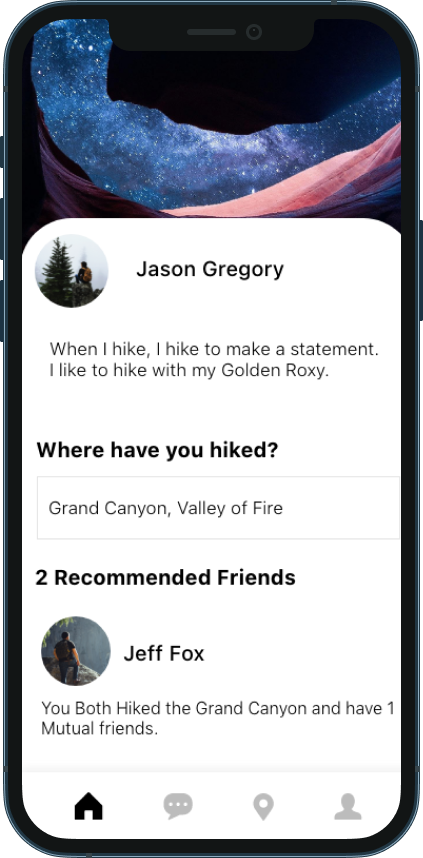 Jason Gregory
When I hike, I hike to make a statement.
I like to hike with my Golden Roxy.
Where have you hiked?
Grand Canyon, Valley of Fire
2 Recommended Friends
Jeff Fox
You Both Hiked the Grand Canyon and have 1
Mutual friends.